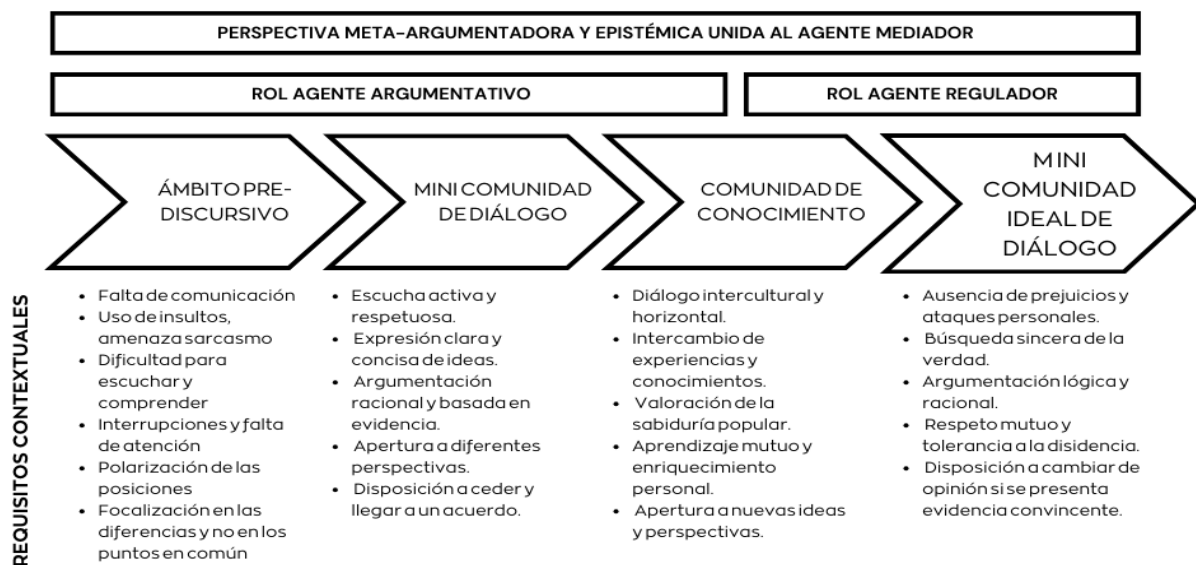 PERSPECTIVA META-ARGUMENTADORA Y EPISTÉMICA UNIDA AL AGENTE MEDIADOR
ROL AGENTE ARGUMENTATIVO
ROL AGENTE REGULADOR
ÁMBITO PRE-
DISCURSIVO
MINI COMUNIDAD
DE DIÁLOGO
COMUNIDAD DE
CONOCIMIENTO
MINI
COMUNIDAD
IDEAL DE
DIÁLOGO
REQUISITOS CONTEXTUALES
• Falta de comunicación
• Uso de insultos,
amenaza sarcasmo
• Dificultad para
escuchar y
comprender
• Interrupciones y falta
de atención
• Polarización de las
posiciones
• Focalización en las
diferencias y no en los
puntos en común
• Escucha activa y
respetuosa.
• Expresión clara y
concisa de ideas.
• Argumentación
racional y basada en
evidencia.
• Apertura a diferentes
perspectivas.
• Disposición a ceder y
llegar a un acuerdo.
• Diálogo intercultural y
horizontal.
• Intercambio de
experiencias y
conocimientos.
• Valoración de la
sabiduría popular.
• Aprendizaje mutuo y
enriquecimiento
personal.
• Apertura a nuevas ideas
y perspectivas.
• Ausencia de prejuicios y
ataques personales.
• Búsqueda sincera de la
verdad.
• Argumentación lógica y
racional.
• Respeto mutuo y
tolerancia a la disidencia.
• Disposición a cambiar de
opinión si se presenta
evidencia convincente.